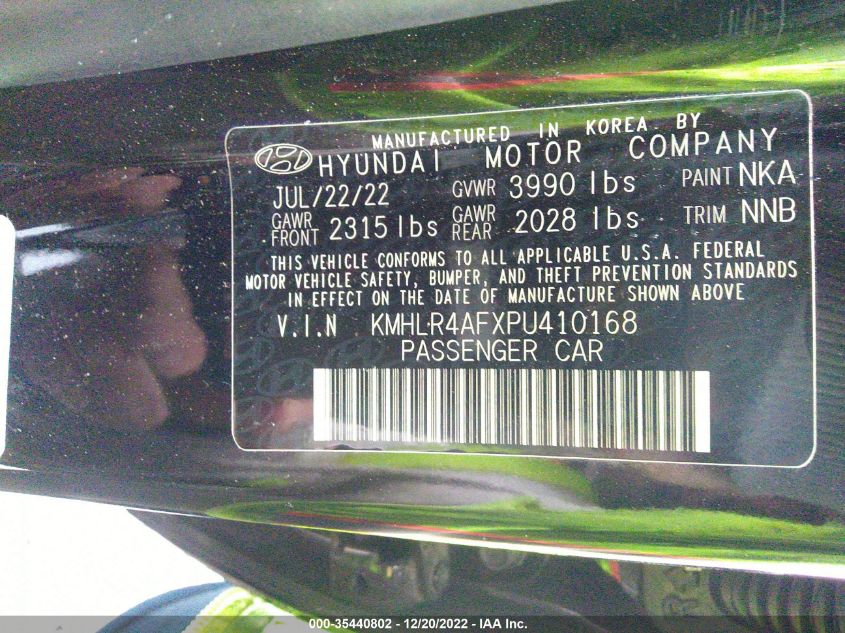 MANUFACTURED IN KOREA BY
HYUNDAI MOTOR COMPANY
JUL/22/22 GVWR 3990 lbs PAINT NKA
GAWR FRONT 2315 lbs GAWR REAR 2028 lbs TRIM NNB
THIS VEHICLE CONFORMS TO ALL APPLICABLE U.S.A. FEDERAL
MOTOR VEHICLE SAFETY, BUMPER, AND THEFT PREVENTION STANDARDS
IN EFFECT ON THE DATE OF MANUFACTURE SHOWN ABOVE
V.I.N KMHLR4AFXPU410168
PASSENGER CAR
000-35440802 - 12/20/2022 - IAA Inc.